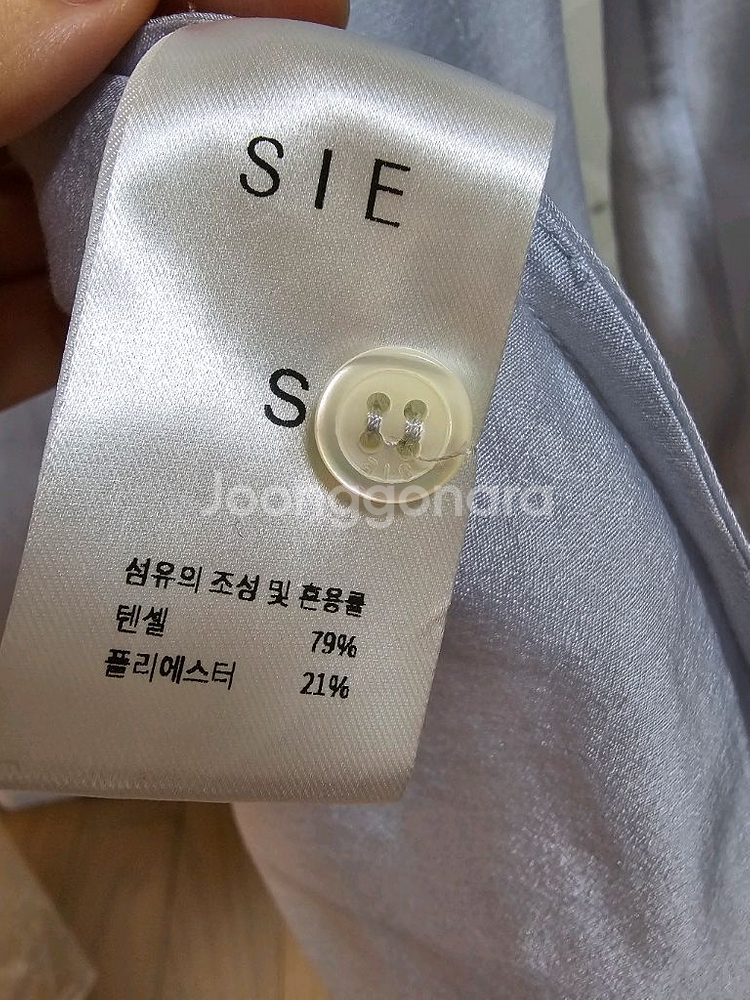 SIE
S
Joonggonara
섬유의 조성 및 혼용률
텐셀 79%
폴리에스터 21%